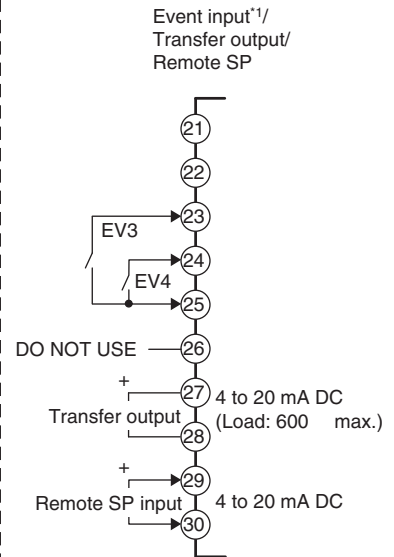 Event input*1/
Transfer output/
Remote SP
21
22
23
EV3
24
EV4
25
DO NOT USE
26
+
27
4 to 20 mA DC
Transfer output
(Load: 600 max.)
28
+
29
Remote SP input
4 to 20 mA DC
30